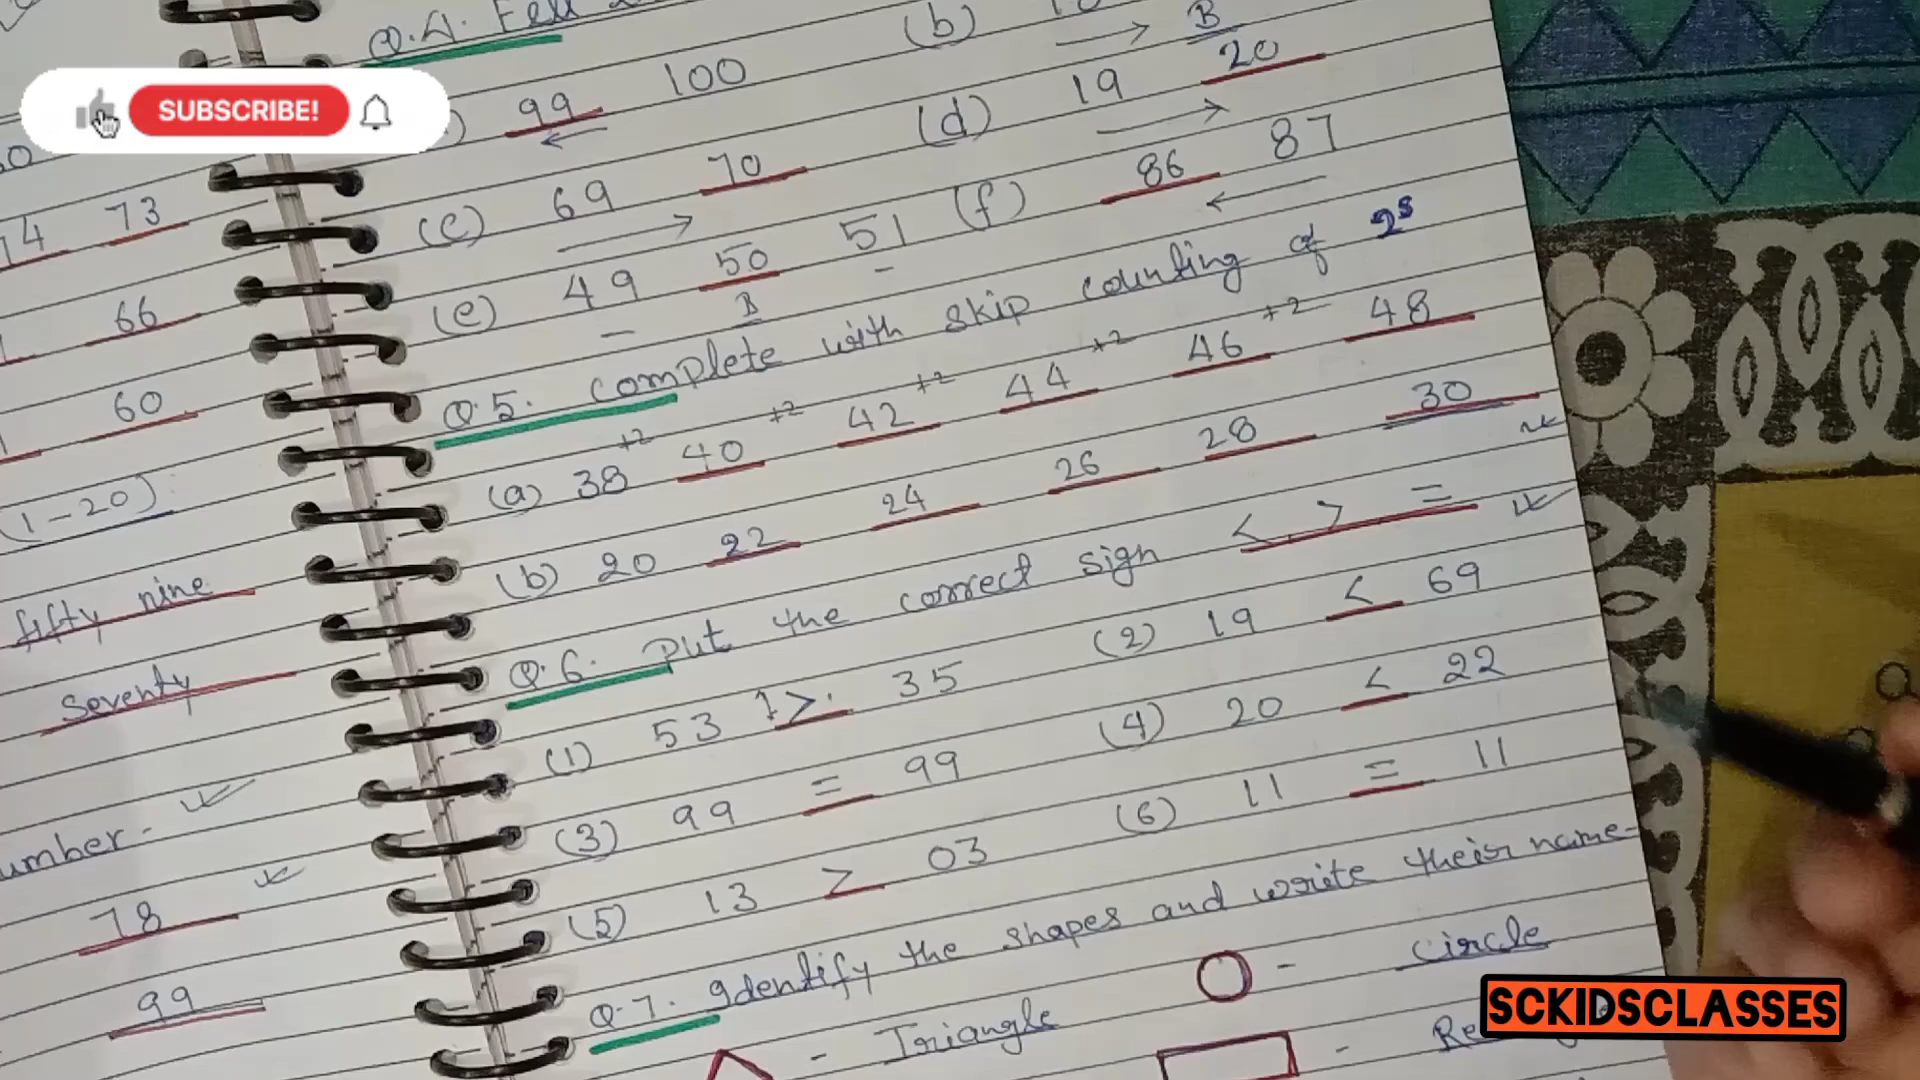 Q.4. Fell
(b)
SUBSCRIBE!
99 100
(d) 19 20
B
(c) 69 70
(f) 86 87
(e) 49 50 51
B
Q.5. Complete with skip counting of 2s
(a) 38 +2 40 +2 42 +2 44 +2 46 +2 48
(b) 20 22 24 26 28 30
Q.6. Put the correct sign < , > =
(1) 53 > 35 (2) 19 < 69
(3) 99 = 99 (4) 20 < 22
(5) 13 > 03 (6) 11 = 11
Q.7. Identify the shapes and write their name-
- Triangle - Circle
-
73
66
60
(1-20):
fifty nine
Seventy
78
99
SCKIDSCLASSES